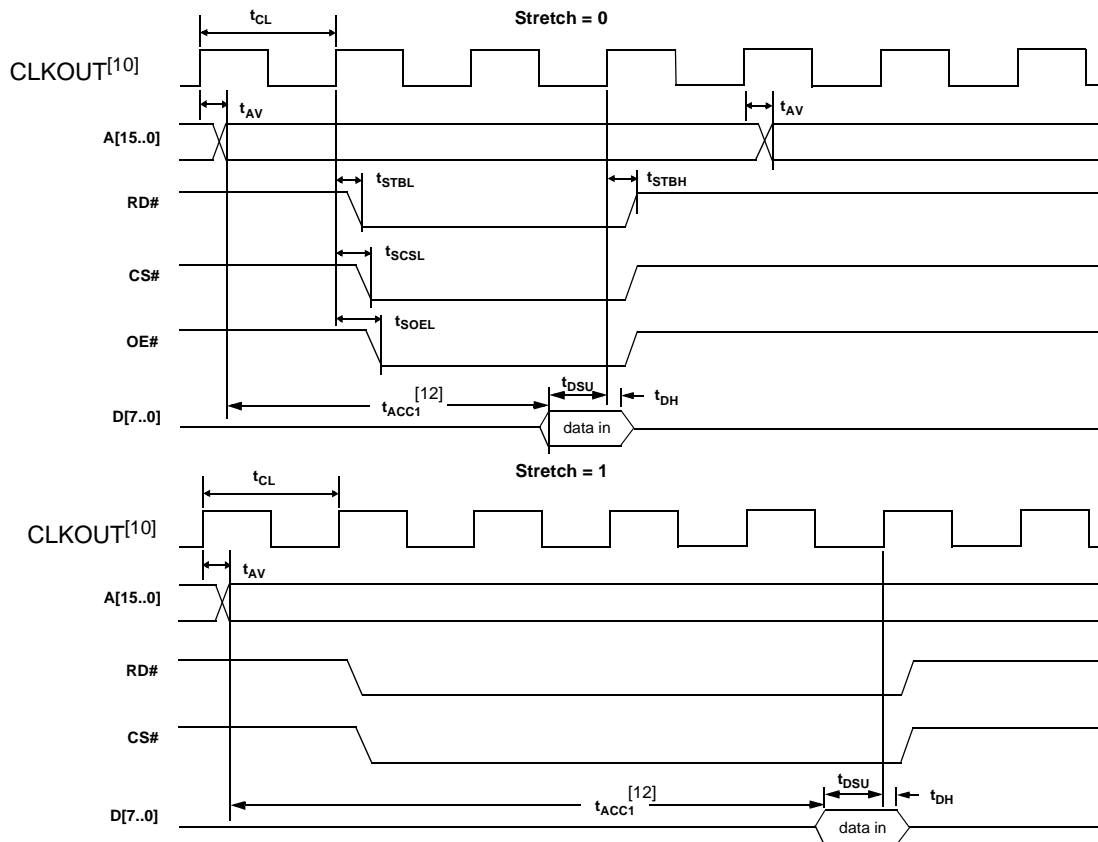 Stretch = 0
tCL
CLKOUT[10]
tAV
tAV
A[15..0]
tSTBL
tSTBH
RD#
tSCSL
CS#
tSOEL
OE#
tDSU
tACC1[12]
tDH
D[7..0]
data in
Stretch = 1
tCL
CLKOUT[10]
tAV
A[15..0]
RD#
CS#
tDSU
tACC1[12]
tDH
D[7..0]
data in